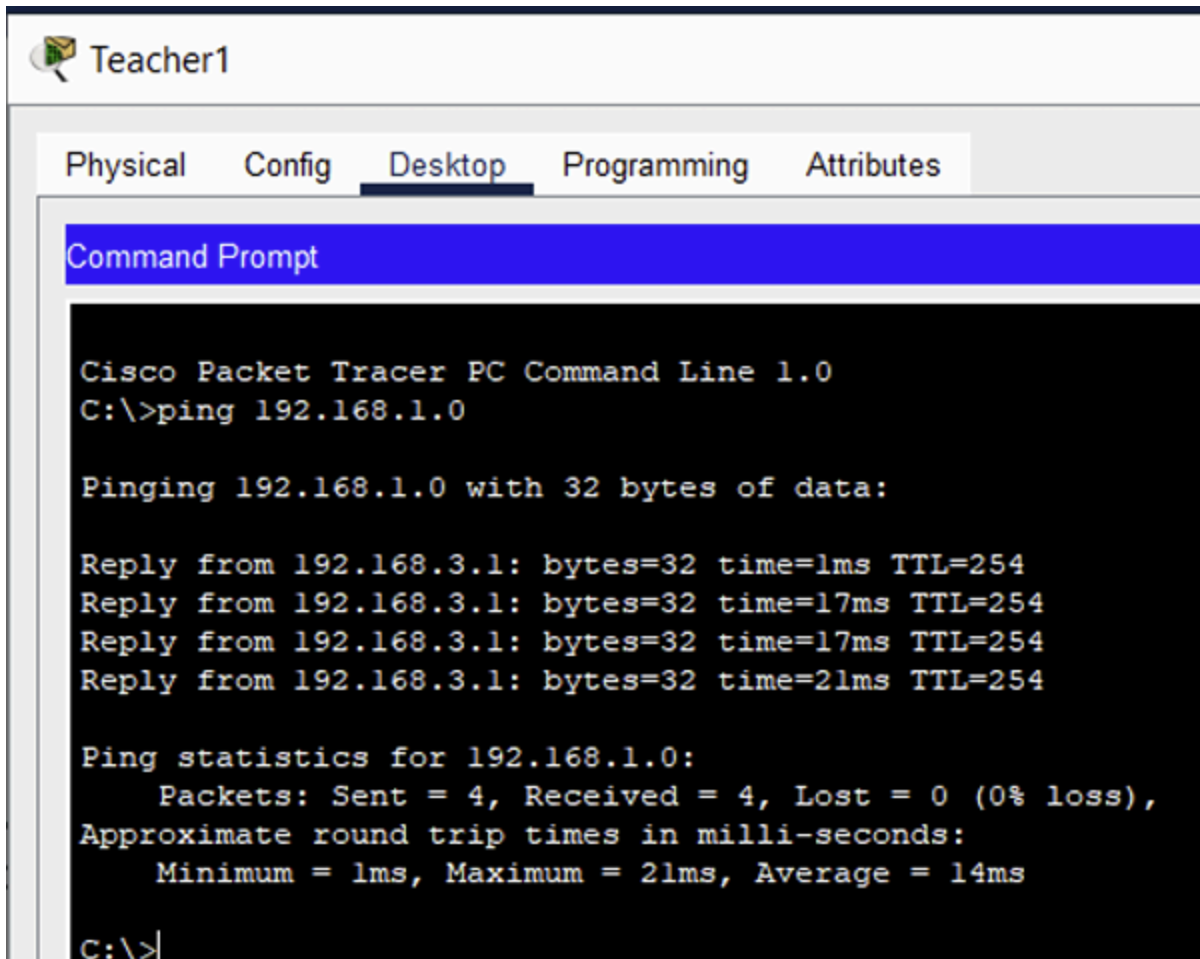 Teacher1
Physical Config Desktop Programming Attributes
Command Prompt
Cisco Packet Tracer PC Command Line 1.0
C:\>ping 192.168.1.0
Pinging 192.168.1.0 with 32 bytes of data:
Reply from 192.168.3.1: bytes=32 time=1ms TTL=254
Reply from 192.168.3.1: bytes=32 time=17ms TTL=254
Reply from 192.168.3.1: bytes=32 time=17ms TTL=254
Reply from 192.168.3.1: bytes=32 time=21ms TTL=254
Ping statistics for 192.168.1.0:
Packets: Sent = 4, Received = 4, Lost = 0 (0% loss),
Approximate round trip times in milli-seconds:
Minimum = 1ms, Maximum = 21ms, Average = 14ms
C:\>